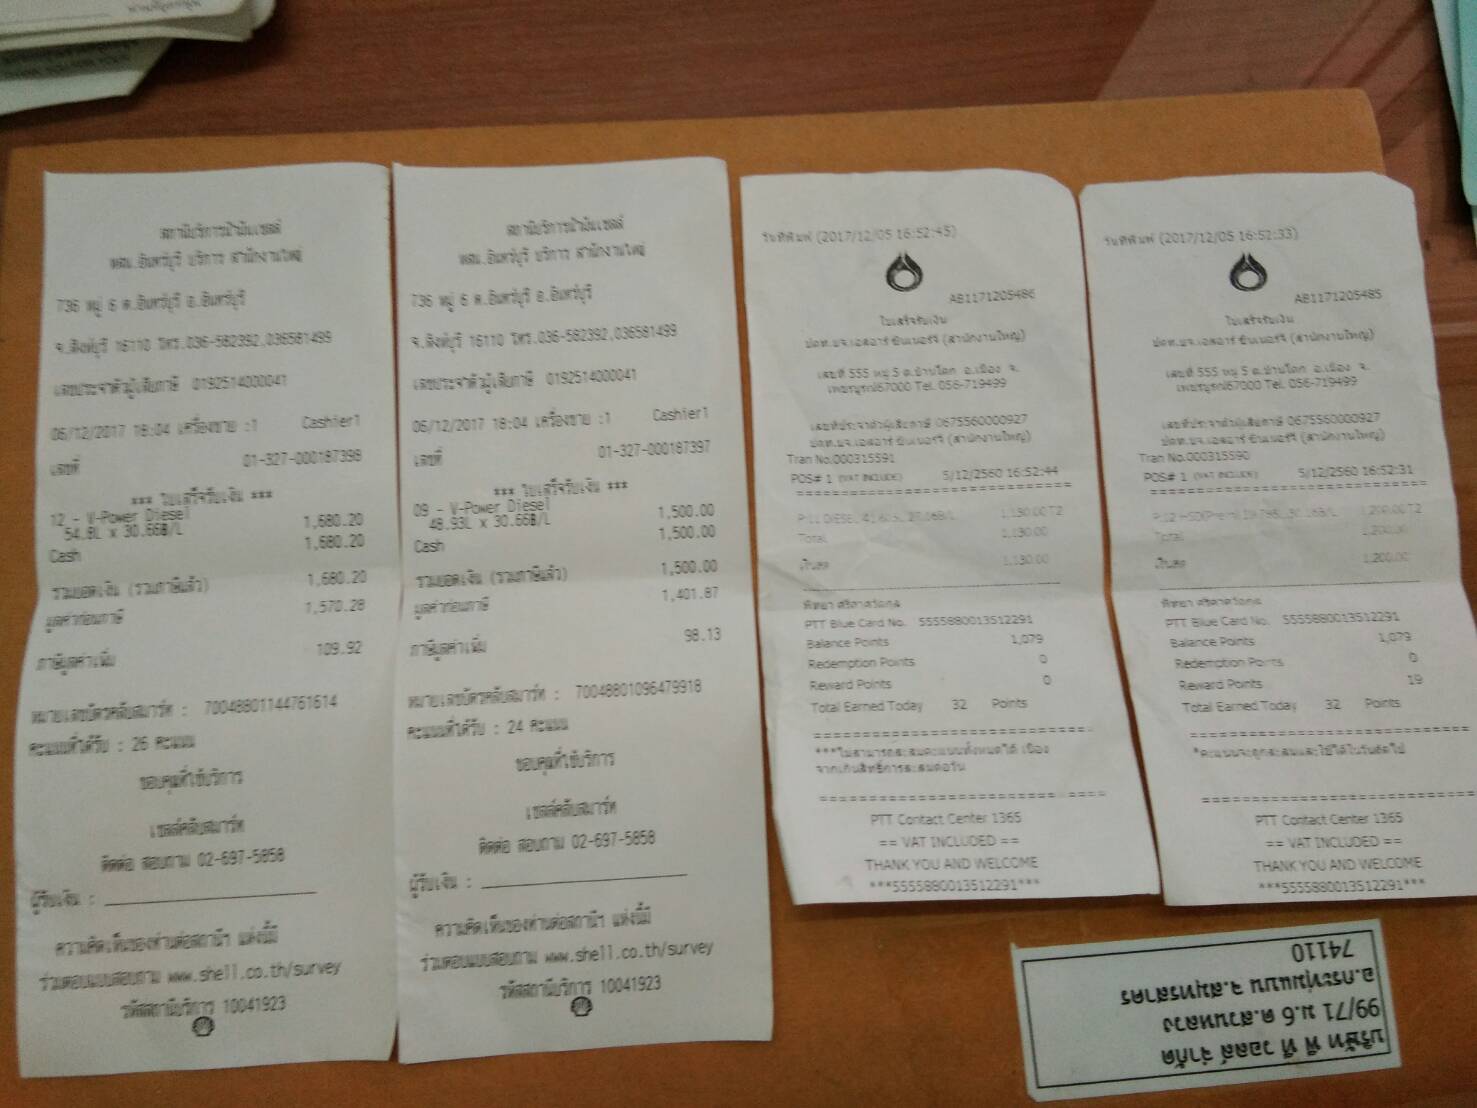 สถานีบริการน้ำมันเชลล์
หสน.อินทร์บุรี บริการ สำนักงานใหญ่
736 หมู่ 6 ต.อินทร์บุรี อ.อินทร์บุรี
จ.สิงห์บุรี 16110 โทร.036-582392,036581499
เลขประจำตัวผู้เสียภาษี 0192514000041
06/12/2017 18:04 เครื่องขาย :1 Cashier1
เลขที่ 01-327-000187398
*** ใบเสร็จรับเงิน ***
12 - V-Power Diesel
54.8L x 30.66B/L 1,680.20
Cash 1,680.20
รวมยอดเงิน (รวมภาษีแล้ว) 1,680.20
มูลค่าก่อนภาษี 1,570.28
ภาษีมูลค่าเพิ่ม 109.92
หมายเลขบัตรคลับสมาร์ท : 70048801144761614
คะแนนที่ได้รับ : 26 คะแนน
ขอบคุณที่ใช้บริการ
เชลล์คลับสมาร์ท
ติดต่อ สอบถาม 02-697-5858
ผู้รับเงิน :
ความคิดเห็นของท่านต่อสถานีฯ แห่งนี้มี
ร่วมตอบแบบสอบถาม www.shell.co.th/survey
รหัสสถานีบริการ 10041923
สถานีบริการน้ำมันเชลล์
หสน.อินทร์บุรี บริการ สำนักงานใหญ่
736 หมู่ 6 ต.อินทร์บุรี อ.อินทร์บุรี
จ.สิงห์บุรี 16110 โทร.036-582392,036581499
เลขประจำตัวผู้เสียภาษี 0192514000041
06/12/2017 18:04 เครื่องขาย :1 Cashier1
เลขที่ 01-327-000187397
*** ใบเสร็จรับเงิน ***
09 - V-Power Diesel
48.93L x 30.66B/L 1,500.00
Cash 1,500.00
รวมยอดเงิน (รวมภาษีแล้ว) 1,500.00
มูลค่าก่อนภาษี 1,401.87
ภาษีมูลค่าเพิ่ม 98.13
หมายเลขบัตรคลับสมาร์ท : 70048801096479918
คะแนนที่ได้รับ : 24 คะแนน
ขอบคุณที่ใช้บริการ
เชลล์คลับสมาร์ท
ติดต่อ สอบถาม 02-697-5858
ผู้รับเงิน :
ความคิดเห็นของท่านต่อสถานีฯ แห่งนี้มี
ร่วมตอบแบบสอบถาม www.shell.co.th/survey
รหัสสถานีบริการ 10041923
วันที่พิมพ์ (2017/12/05 16:52:45)
AB1171205486
ใบเสร็จรับเงิน
ปตท.บจ.เอสอาร์ ซินเนอร์จี (สำนักงานใหญ่)
เลขที่ 555 หมู่ 5 ต.บ้านโตก อ.เมือง จ.
เพชรบูรณ์67000 Tel. 056-719499
เลขที่ประจำตัวผู้เสียภาษี 0675560000927
ปตท.บจ.เอสอาร์ ซินเนอร์จี (สำนักงานใหญ่)
Tran No.000315591
POS# 1 (VAT INCLUDE) 5/12/2560 16:52:44
DIESEL 1,130.00 T2
Total 1,130.00
เงินสด 1,130.00
PTT Blue Card No. 5555880013512291
Balance Points 1,079
Redemption Points 0
Reward Points 0
Total Earned Today 32 Points
***ไม่สามารถสะสมคะแนนทั้งหมดได้ เนื่อง
จากเกินสิทธิ์การสะสมต่อวัน
PTT Contact Center 1365
== VAT INCLUDED ==
THANK YOU AND WELCOME
***5555880013512291***
วันที่พิมพ์ (2017/12/05 16:52:33)
AB1171205485
ใบเสร็จรับเงิน
ปตท.บจ.เอสอาร์ ซินเนอร์จี (สำนักงานใหญ่)
เลขที่ 555 หมู่ 5 ต.บ้านโตก อ.เมือง จ.
เพชรบูรณ์67000 Tel. 056-719499
เลขที่ประจำตัวผู้เสียภาษี 0675560000927
ปตท.บจ.เอสอาร์ ซินเนอร์จี (สำนักงานใหญ่)
Tran No.000315590
POS# 1 (VAT INCLUDE) 5/12/2560 16:52:31
1,200.00 T2
Total 1,200.00
เงินสด 1,200.00
PTT Blue Card No. 5555880013512291
Balance Points 1,079
Redemption Points 0
Reward Points 19
Total Earned Today 32 Points
*คะแนนจะถูกสะสมและใช้ได้ในวันถัดไป
PTT Contact Center 1365
== VAT INCLUDED ==
THANK YOU AND WELCOME
***5555880013512291***
บริษัท พี ที วอลล์ จำกัด
99/71 ม.6 ต.สวนหลวง
อ.กระทุ่มแบน จ.สมุทรสาคร
74110